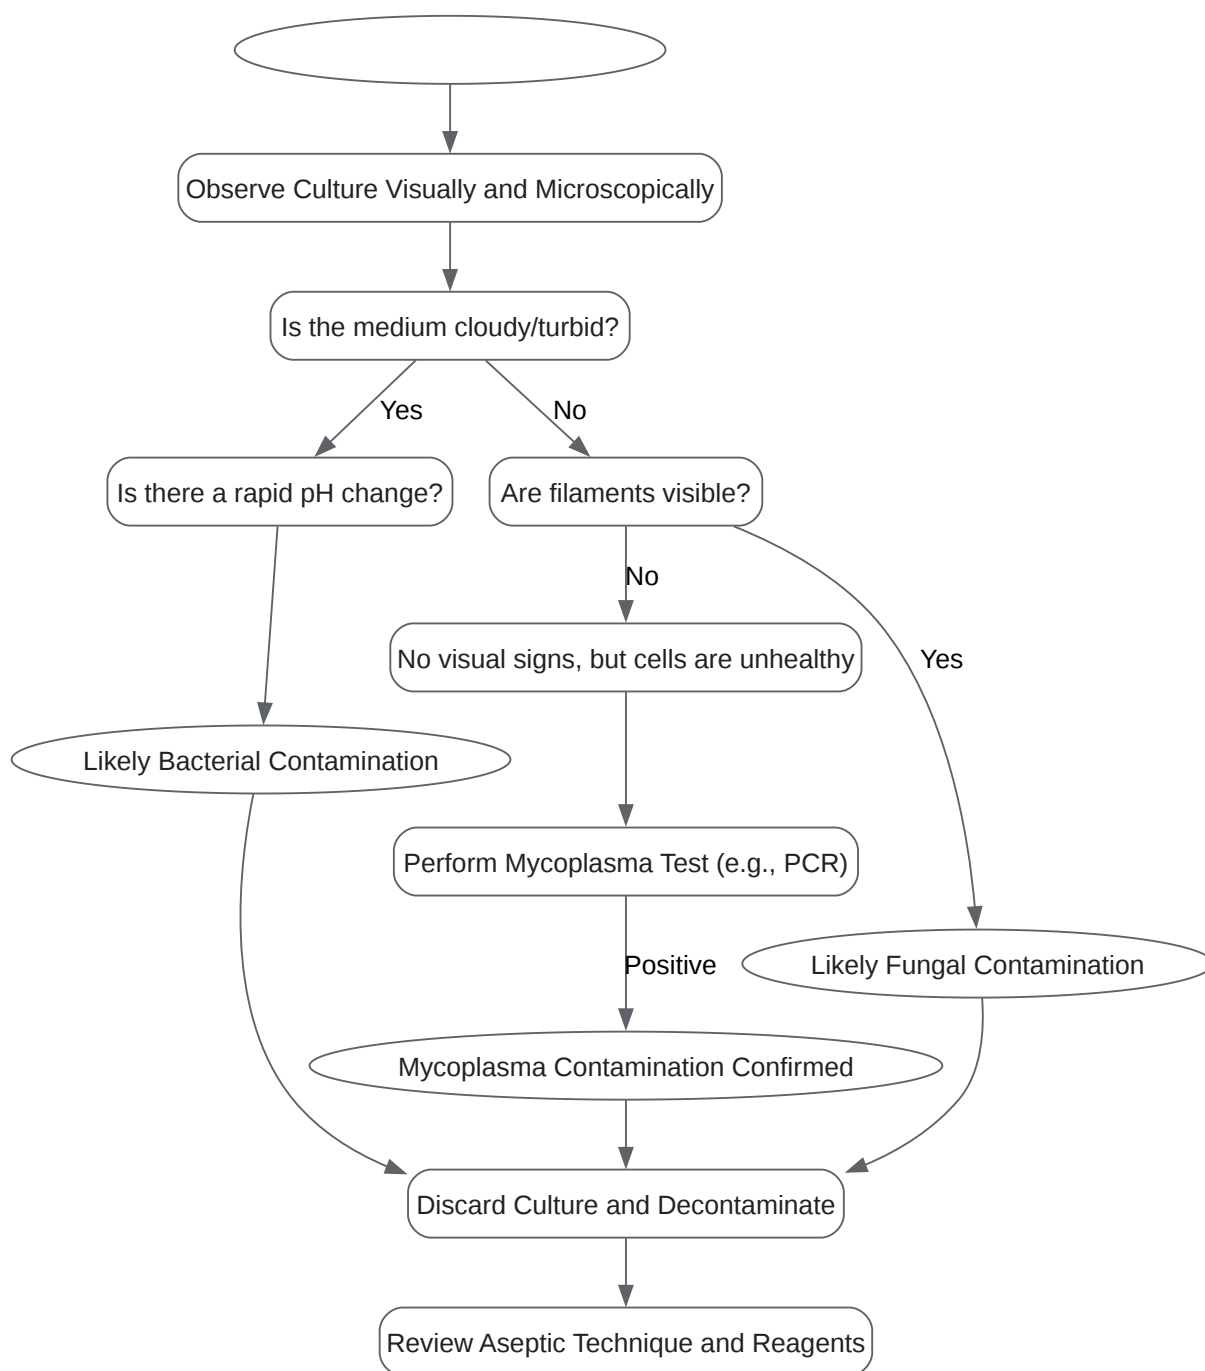 Observe Culture Visually and Microscopically
Is the medium cloudy/turbid?
Yes
No
Is there a rapid pH change?
Are filaments visible?
No
No visual signs, but cells are unhealthy
Yes
Likely Bacterial Contamination
Perform Mycoplasma Test (e.g., PCR)
Positive
Likely Fungal Contamination
Mycoplasma Contamination Confirmed
Discard Culture and Decontaminate
Review Aseptic Technique and Reagents